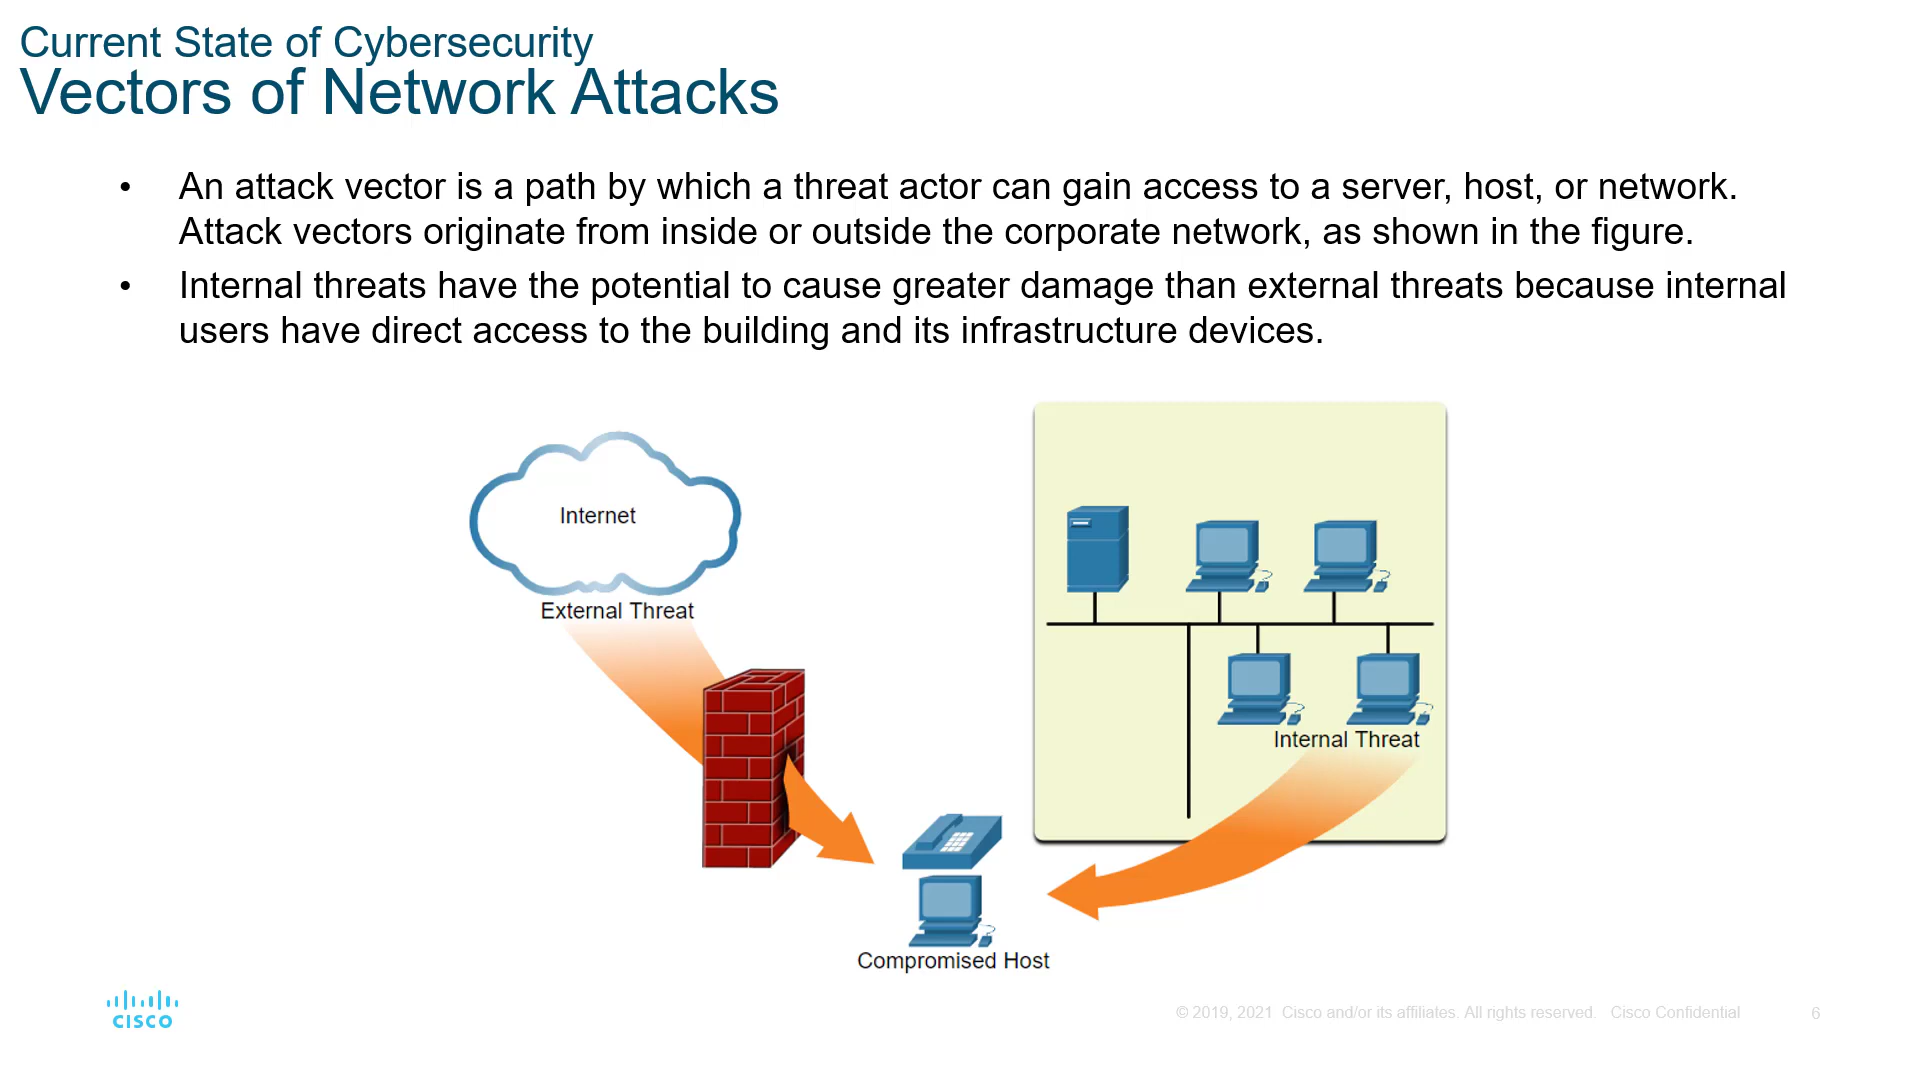 Current State of Cybersecurity
Vectors of Network Attacks
• An attack vector is a path by which a threat actor can gain access to a server, host, or network.
Attack vectors originate from inside or outside the corporate network, as shown in the figure.
• Internal threats have the potential to cause greater damage than external threats because internal
users have direct access to the building and its infrastructure devices.
Internet
External Threat
Internal Threat
Compromised Host
CISCO
© 2019, 2021 Cisco and/or its affiliates. All rights reserved. Cisco Confidential
6